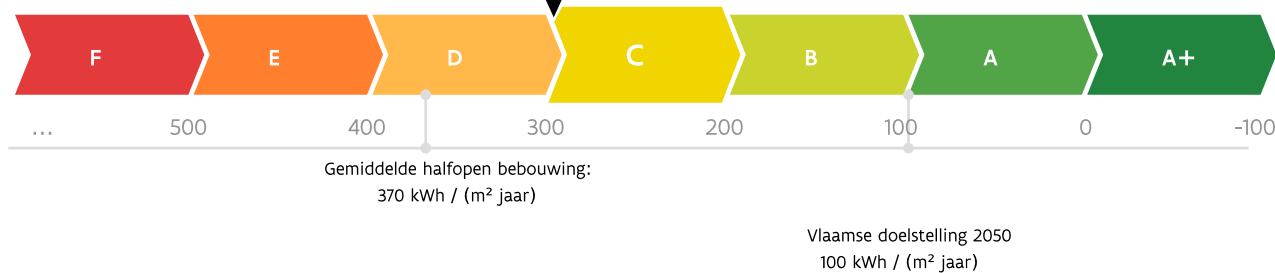 F E D C B A A+
... 500 400 300 200 100 0 -100
Gemiddelde halfopen bebouwing:
370 kWh / (m² jaar)
Vlaamse doelstelling 2050
100 kWh / (m² jaar)